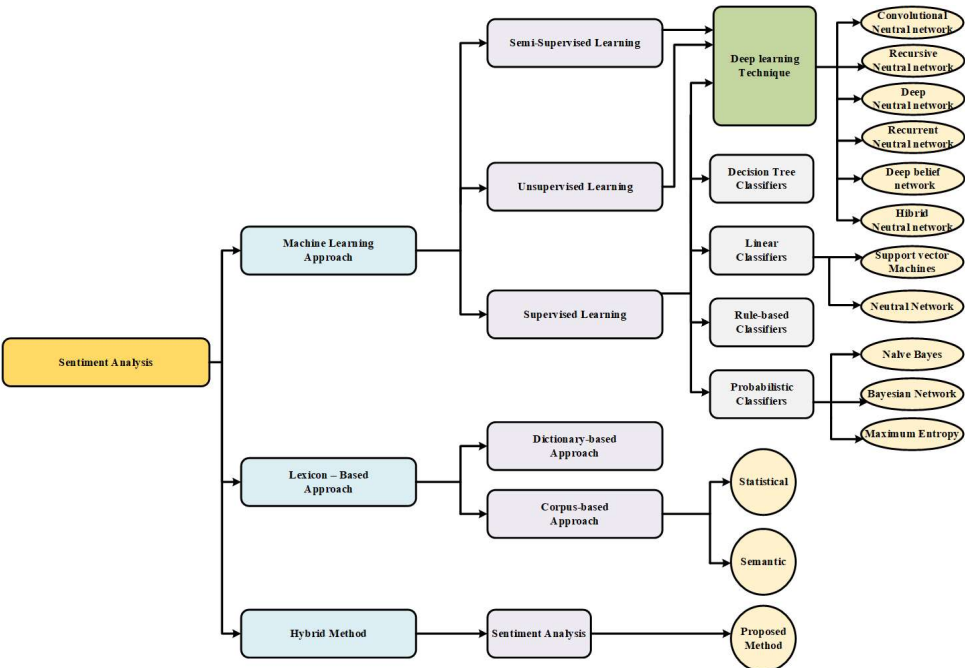 Convolutional
Neutral network
Semi-Supervised Learning
Deep learning
Technique
Recursive
Neutral network
Deep
Neutral network
Recurrent
Neutral network
Unsupervised Learning
Decision Tree
Classifiers
Deep belief
network
Hibrid
Neutral network
Machine Learning
Approach
Linear
Classifiers
Support vector
Machines
Supervised Learning
Rule-based
Classifiers
Neutral Network
Sentiment Analysis
Probabilistic
Classifiers
Nalve Bayes
Bayesian Network
Maximum Entropy
Dictionary-based
Approach
Lexicon – Based
Approach
Corpus-based
Approach
Statistical
Semantic
Hybrid Method
Sentiment Analysis
Proposed
Method